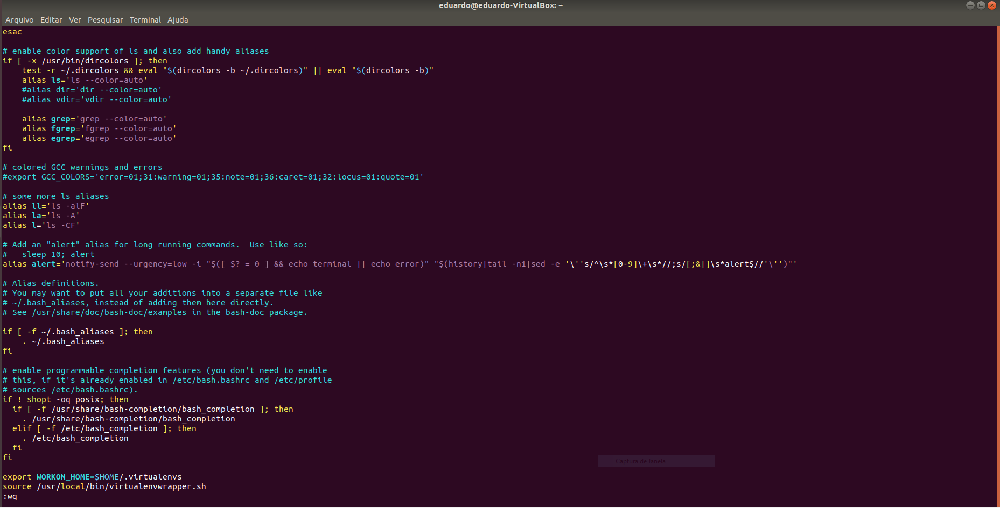 eduardo@eduardo-VirtualBox: ~
Arquivo Editar Ver Pesquisar Terminal Ajuda
esac

# enable color support of ls and also add handy aliases
if [ -x /usr/bin/dircolors ]; then
    test -r ~/.dircolors && eval "$(dircolors -b ~/.dircolors)" || eval "$(dircolors -b)"
    alias ls='ls --color=auto'
    #alias dir='dir --color=auto'
    #alias vdir='vdir --color=auto'

    alias grep='grep --color=auto'
    alias fgrep='fgrep --color=auto'
    alias egrep='egrep --color=auto'
fi

# colored GCC warnings and errors
#export GCC_COLORS='error=01;31:warning=01;35:note=01;36:caret=01;32:locus=01:quote=01'

# some more ls aliases
alias ll='ls -alF'
alias la='ls -A'
alias l='ls -CF'

# Add an "alert" alias for long running commands.  Use like so:
#   sleep 10; alert
alias alert='notify-send --urgency=low -i "$([ $? = 0 ] && echo terminal || echo error)" "$(history|tail -n1|sed -e '\''s/^\s*[0-9]\+\s*//;s/[;&|]\s*alert$//'\'')"'

# Alias definitions.
# You may want to put all your additions into a separate file like
# ~/.bash_aliases, instead of adding them here directly.
# See /usr/share/doc/bash-doc/examples in the bash-doc package.

if [ -f ~/.bash_aliases ]; then
    . ~/.bash_aliases
fi

# enable programmable completion features (you don't need to enable
# this, if it's already enabled in /etc/bash.bashrc and /etc/profile
# sources /etc/bash.bashrc).
if ! shopt -oq posix; then
  if [ -f /usr/share/bash-completion/bash_completion ]; then
    . /usr/share/bash-completion/bash_completion
  elif [ -f /etc/bash_completion ]; then
    . /etc/bash_completion
  fi
fi
Captura de Janela

export WORKON_HOME=$HOME/.virtualenvs
source /usr/local/bin/virtualenvwrapper.sh
:wq